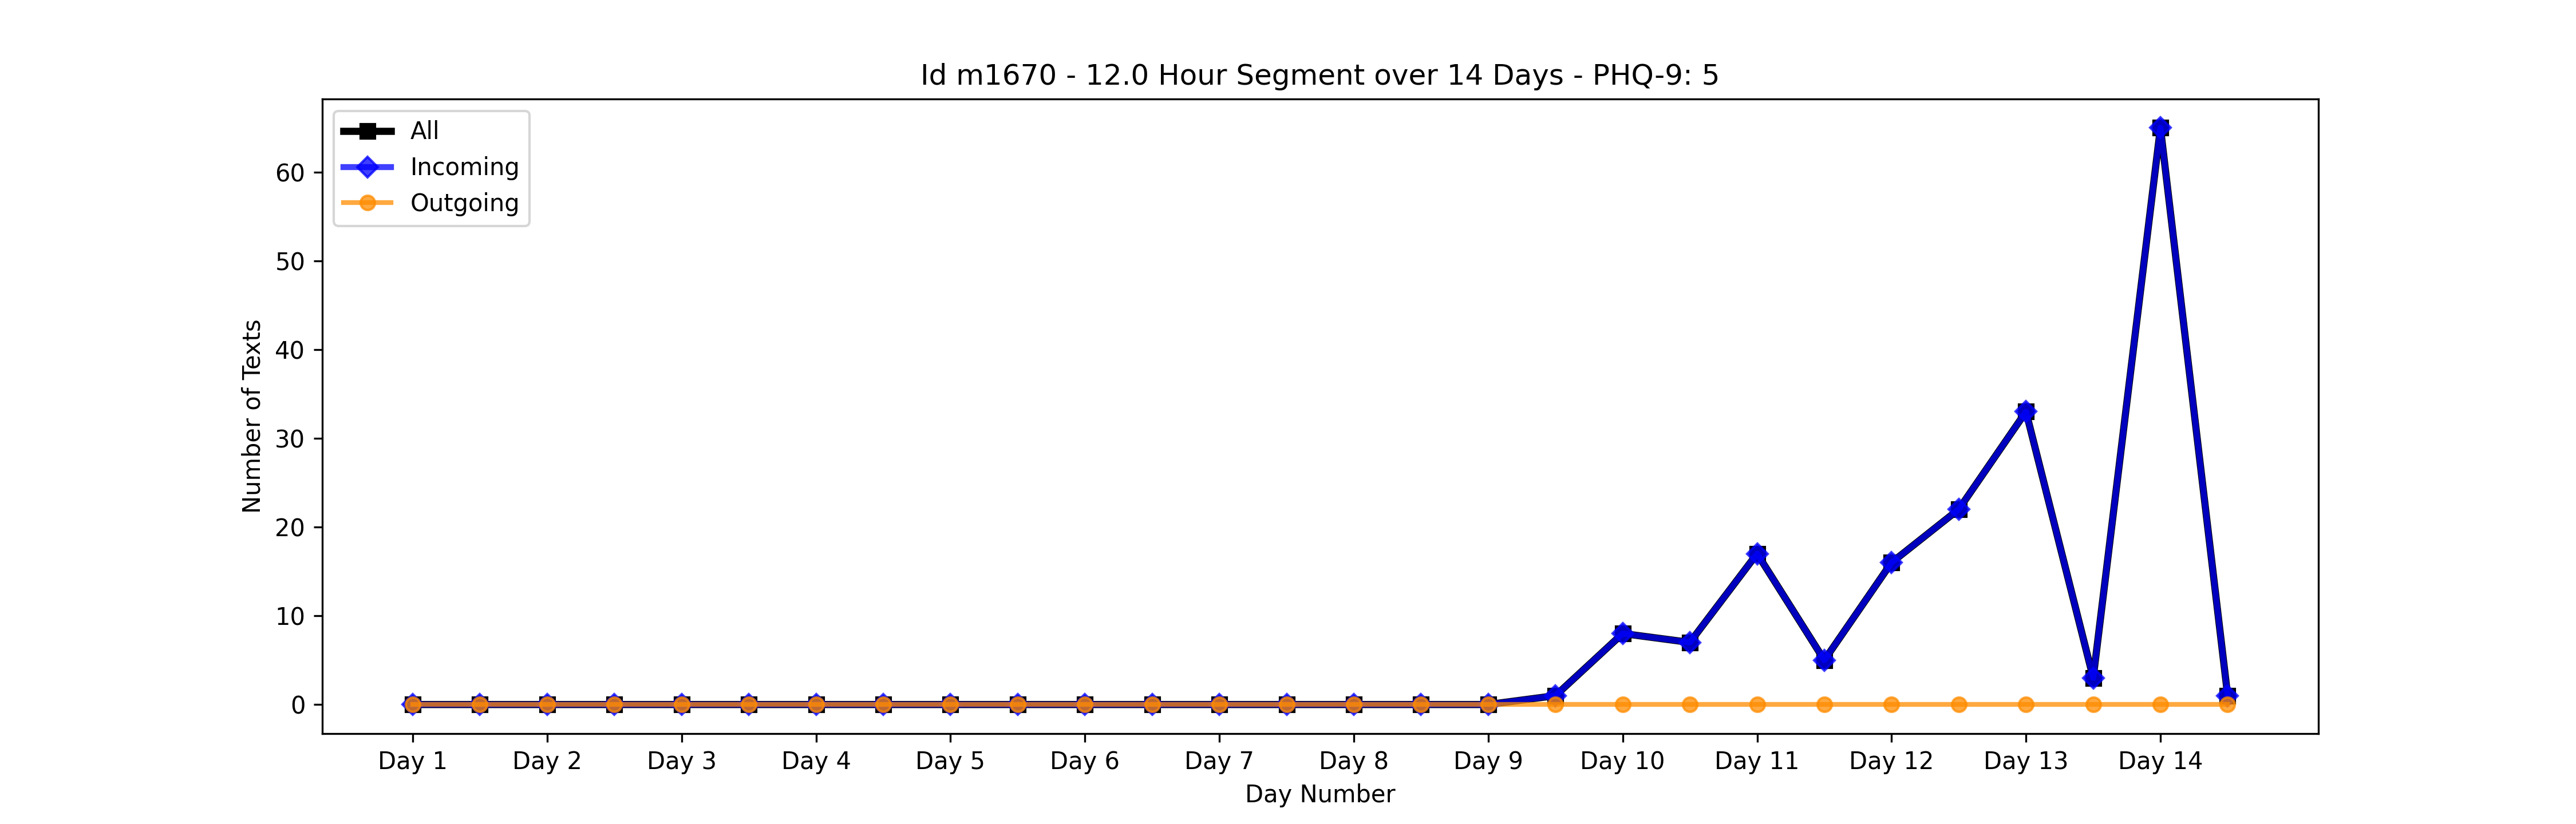 Id m1670 - 12.0 Hour Segment over 14 Days - PHQ-9: 5
All
Incoming
Outgoing
Number of Texts
60
50
40
30
20
10
0
Day 1 Day 2 Day 3 Day 4 Day 5 Day 6 Day 7 Day 8 Day 9 Day 10 Day 11 Day 12 Day 13 Day 14
Day Number